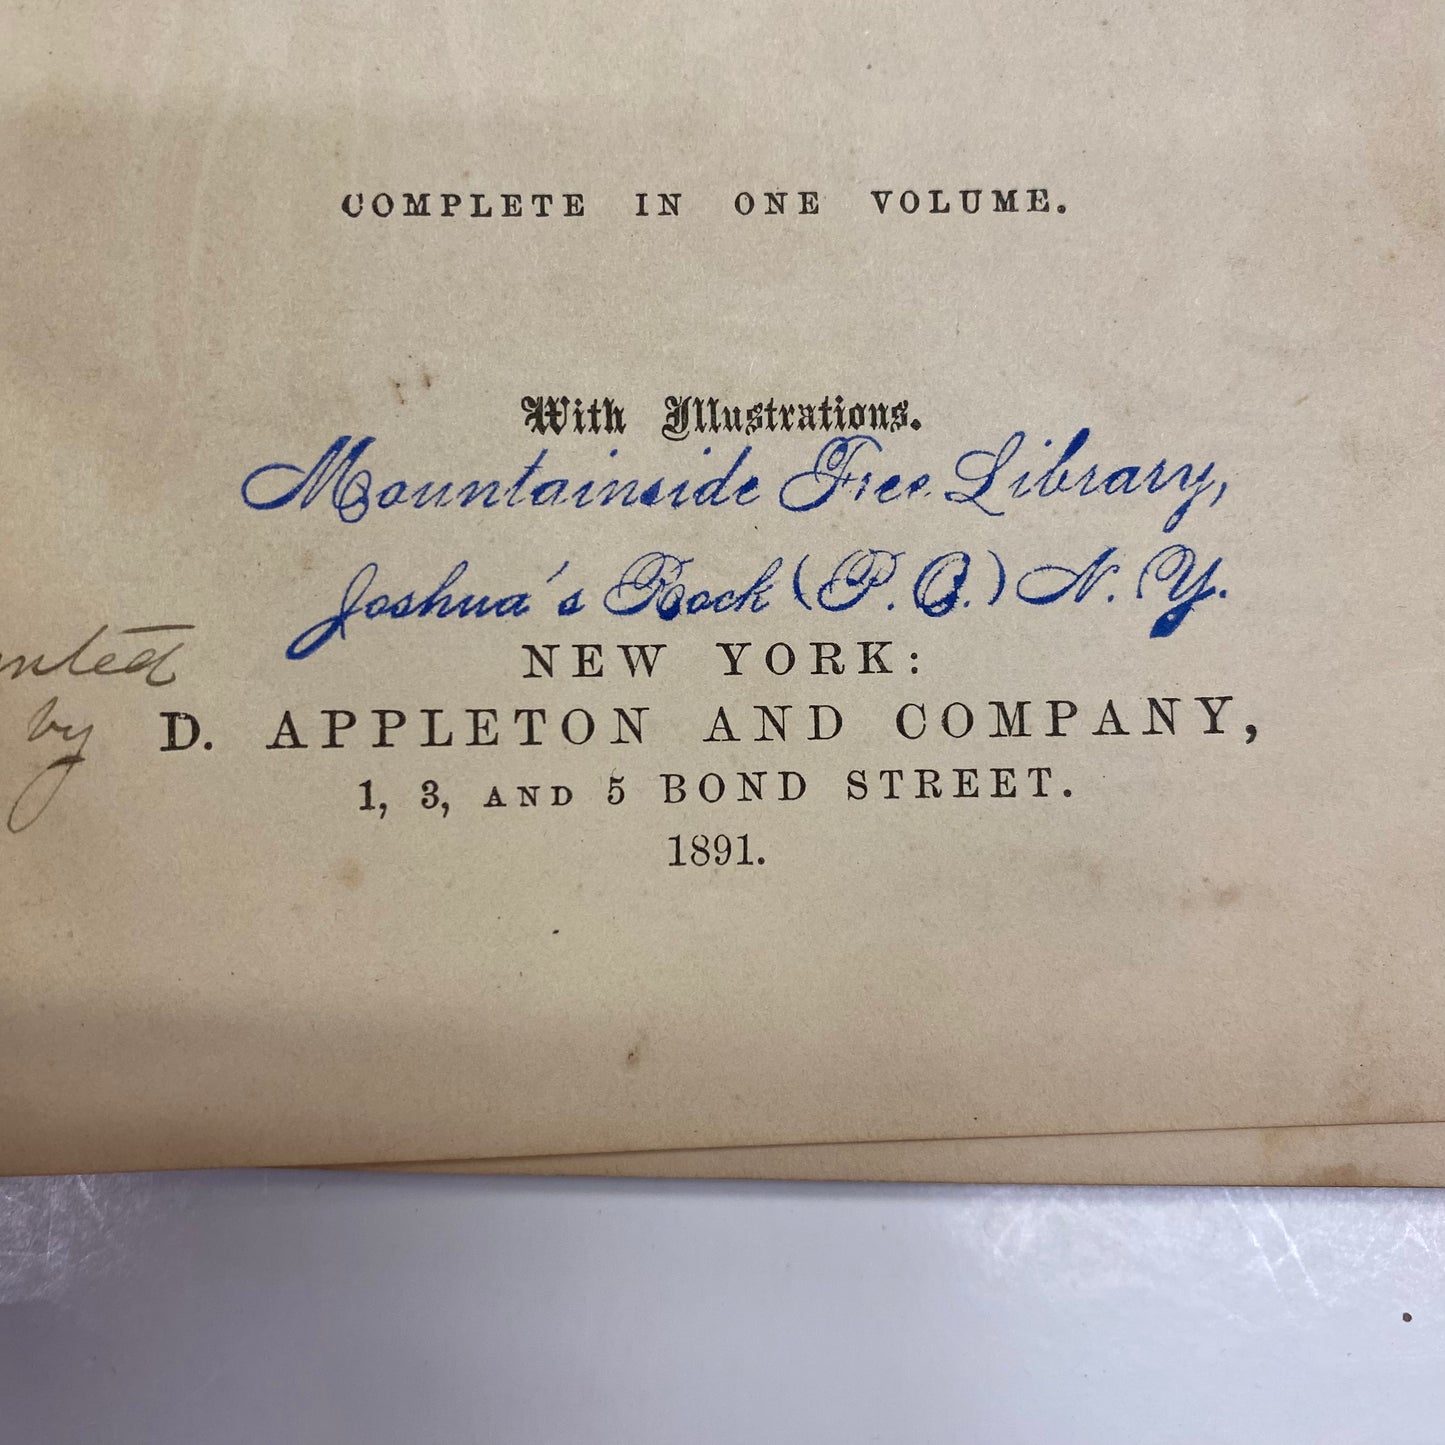 COMPLETE IN ONE VOLUME.
With Illustrations.
Mountainside Free Library,
Joshua's Rock (P. O.) N. Y.
NEW YORK:
D. APPLETON AND COMPANY,
1, 3, AND 5 BOND STREET.
1891.
by